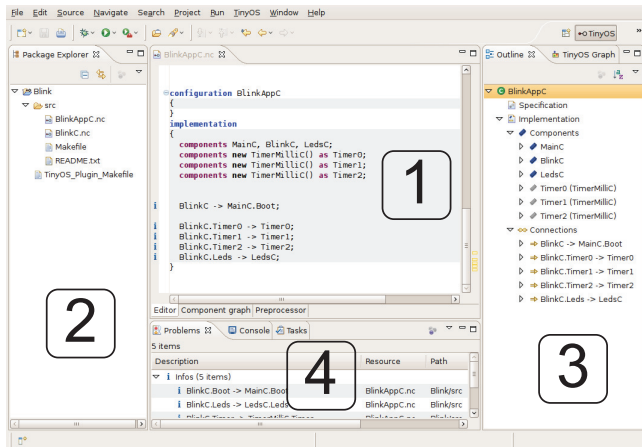 File Edit Source Navigate Search Project Run TinyOS Window Help
TinyOS »
Package Explorer
Blink
src
BlinkAppC.nc
BlinkC.nc
Makefile
README.txt
TinyOS_Plugin_Makefile
2
BlinkAppC.nc
configuration BlinkAppC
{
}
implementation
{
components MainC, BlinkC, LedsC;
components new TimerMilliC() as Timer0;
components new TimerMilliC() as Timer1;
components new TimerMilliC() as Timer2;
BlinkC -> MainC.Boot;
BlinkC.Timer0 -> Timer0;
BlinkC.Timer1 -> Timer1;
BlinkC.Timer2 -> Timer2;
BlinkC.Leds -> LedsC;
}
1
Editor Component graph Preprocessor
Problems Console Tasks
5 items
Description Resource Path
i Infos (5 items)
i BlinkC.Boot -> MainC.Boot BlinkAppC.nc Blink/src
i BlinkC.Leds -> LedsC.Leds BlinkAppC.nc Blink/src
4
Outline TinyOS Graph
BlinkAppC
Specification
Implementation
Components
MainC
BlinkC
LedsC
Timer0 (TimerMilliC)
Timer1 (TimerMilliC)
Timer2 (TimerMilliC)
Connections
BlinkC -> MainC.Boot
BlinkC.Timer0 -> Timer0
BlinkC.Timer1 -> Timer1
BlinkC.Timer2 -> Timer2
BlinkC.Leds -> LedsC
3